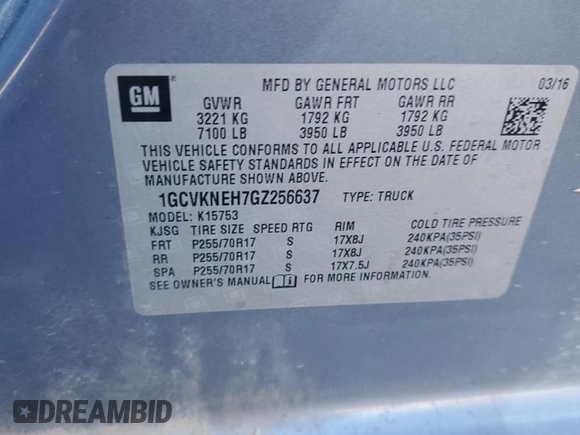 GM
®
MFD BY GENERAL MOTORS LLC 03/16
GVWR GAWR FRT GAWR RR
3221 KG 1792 KG 1792 KG
7100 LB 3950 LB 3950 LB
THIS VEHICLE CONFORMS TO ALL APPLICABLE U.S. FEDERAL MOTOR
VEHICLE SAFETY STANDARDS IN EFFECT ON THE DATE OF
MANUFACTURE SHOWN ABOVE.
1GCVKNEH7GZ256637 TYPE: TRUCK
MODEL: K15753
KJSG TIRE SIZE SPEED RTG RIM COLD TIRE PRESSURE
FRT P255/70R17 S 17X8J 240KPA(35PSI)
RR P255/70R17 S 17X8J 240KPA(35PSI)
SPA P255/70R17 S 17X7.5J 240KPA(35PSI)
SEE OWNER'S MANUAL FOR MORE INFORMATION.
DREAMBID